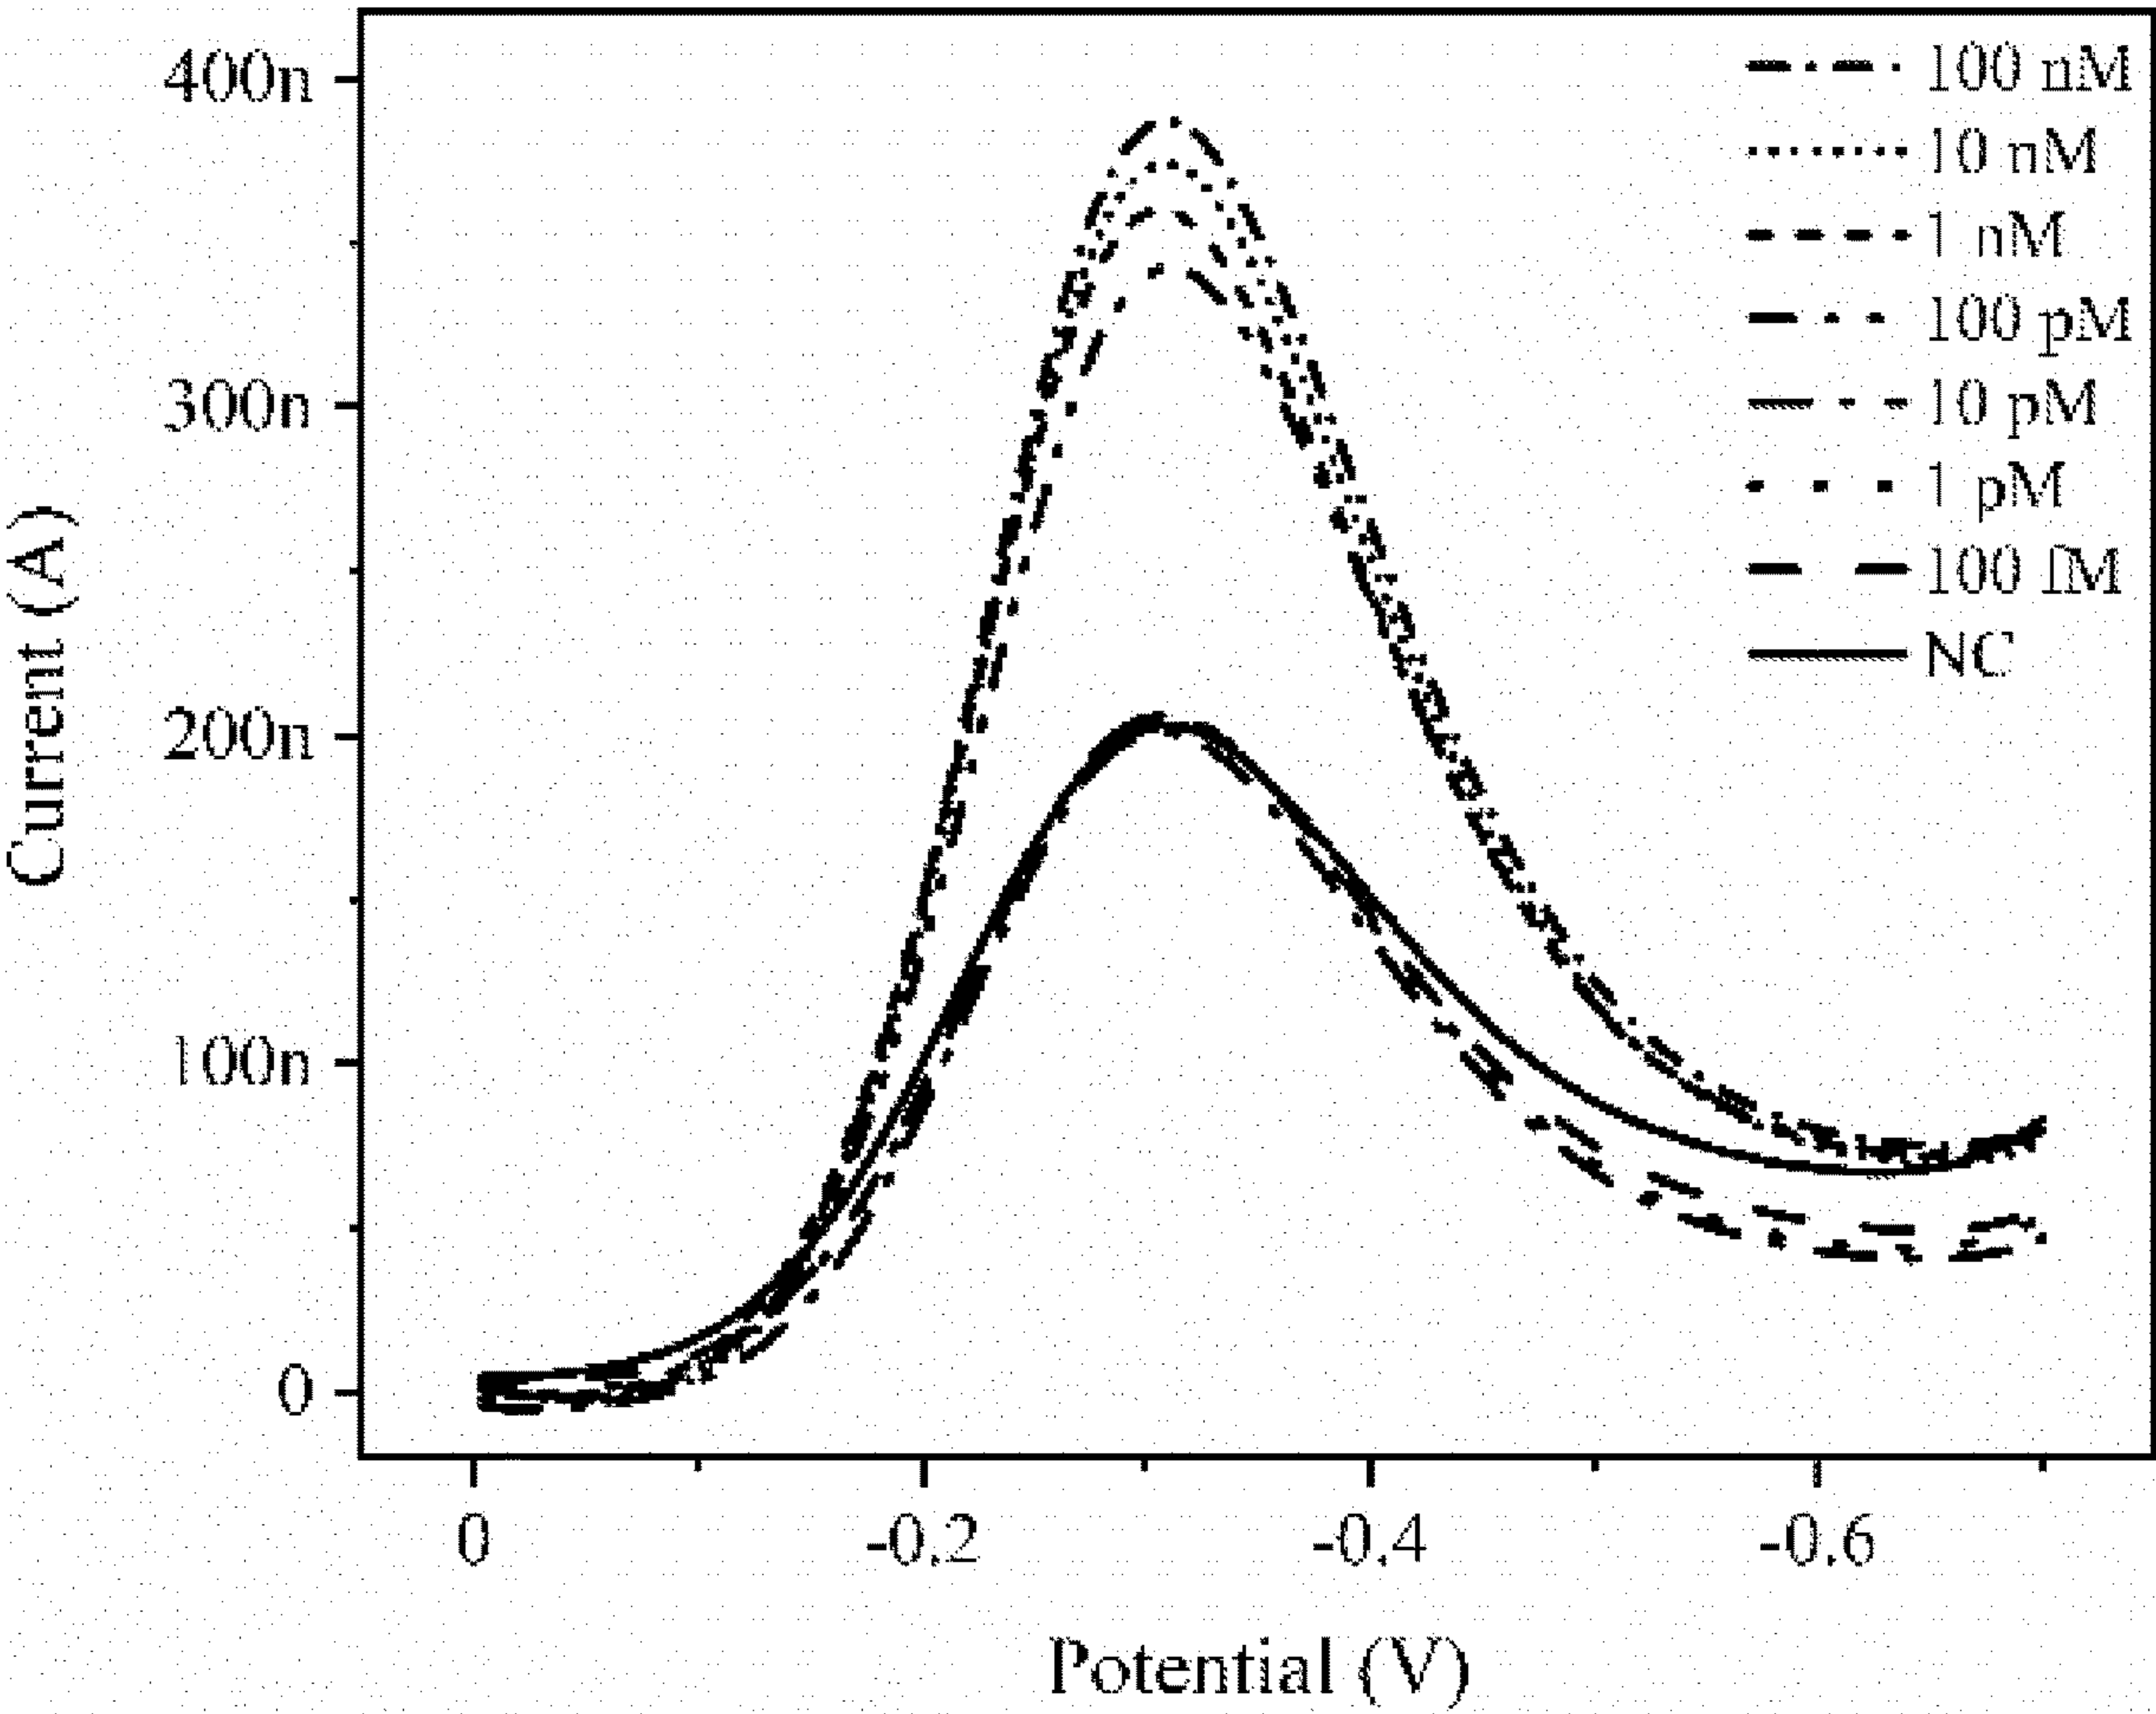 400n
300n
200n
100n
0
Current (A)
0
-0.2
-0.4
-0.6
Potential (V)
100 nM
10 nM
1 nM
100 pM
10 pM
1 pM
100 fM
NC